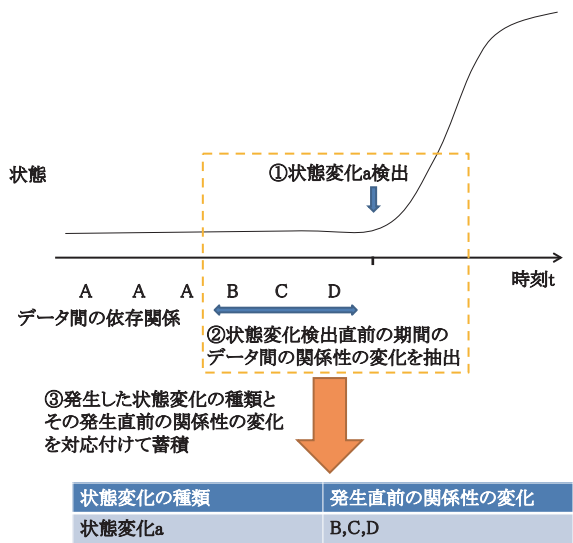 状態
①状態変化a検出
時刻t
A A A B C D
データ間の依存関係
②状態変化検出直前の期間の
データ間の関係性の変化を抽出
③発生した状態変化の種類と
その発生直前の関係性の変化
を対応付けて蓄積
状態変化の種類 発生直前の関係性の変化
状態変化a B,C,D